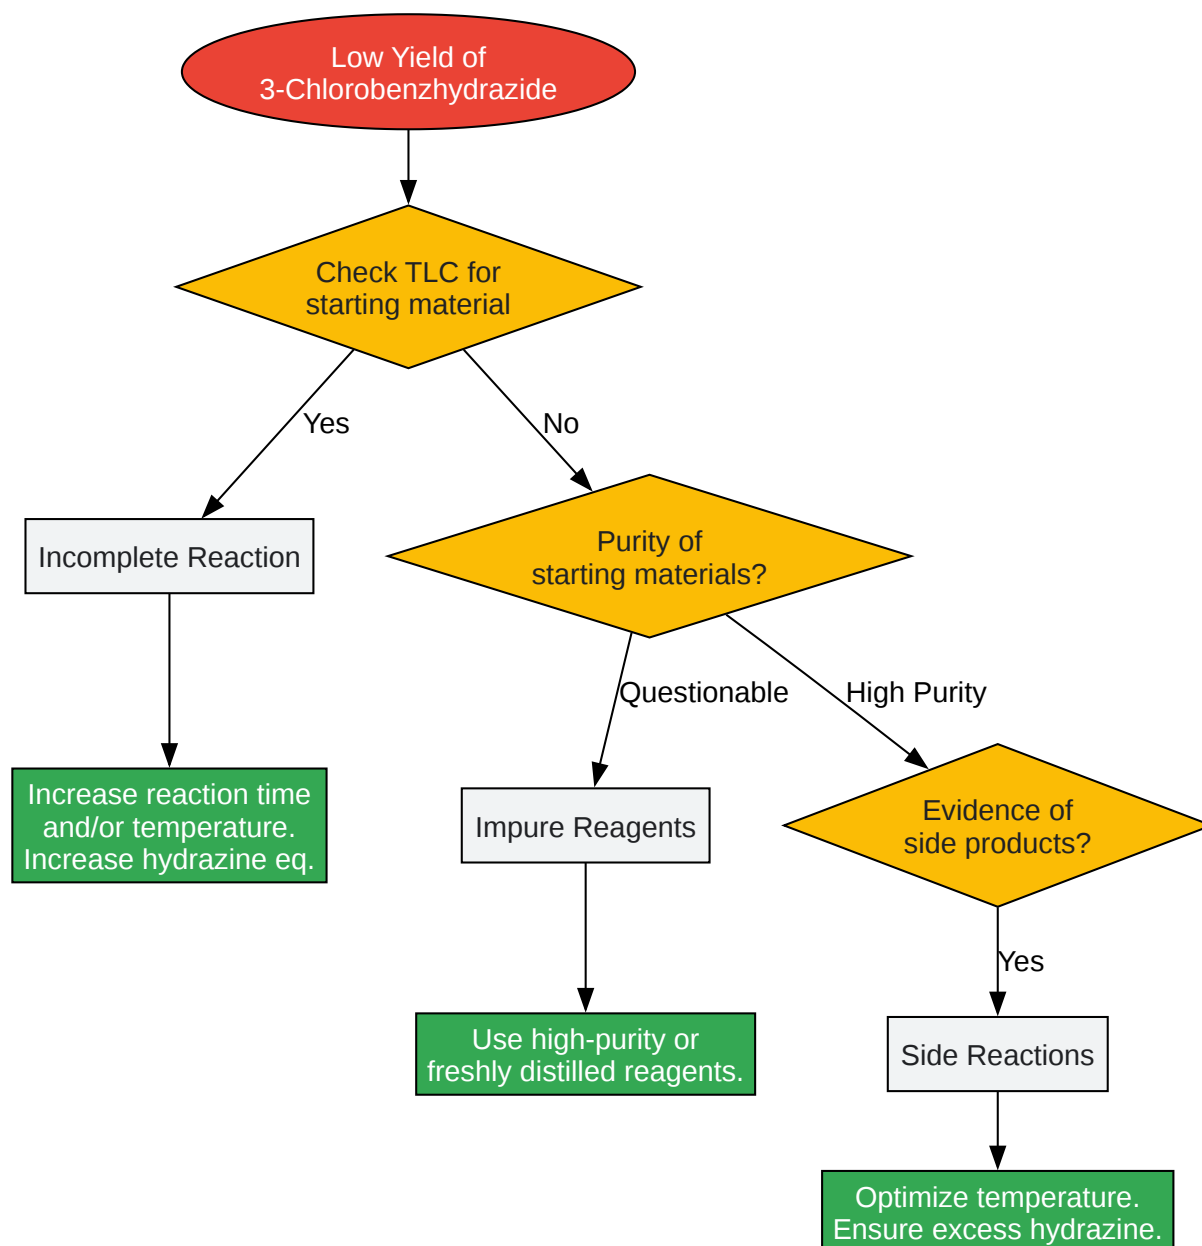 Low Yield of
3-Chlorobenzhydrazide
Check TLC for
starting material
Yes
No
Incomplete Reaction
Purity of
starting materials?
Questionable
High Purity
Increase reaction time
and/or temperature.
Increase hydrazine eq.
Impure Reagents
Evidence of
side products?
Yes
Use high-purity or
freshly distilled reagents.
Side Reactions
Optimize temperature.
Ensure excess hydrazine.